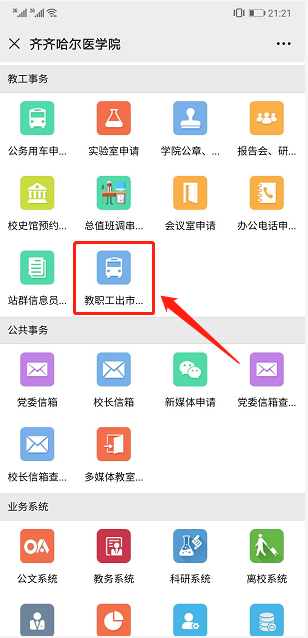 36 2G 21:21
齐齐哈尔医学院
教工事务
公务用车申... 实验室申请 学院公章、... 报告会、研...
校史馆预约... 总值班调串... 会议室申请 办公电话申...
站群信息员... 教职工出市...
公共事务
党委信箱 校长信箱 新媒体申请 党委信箱查...
校长信箱查... 多媒体教室...
业务系统
OA
公文系统 教务系统 科研系统 离校系统